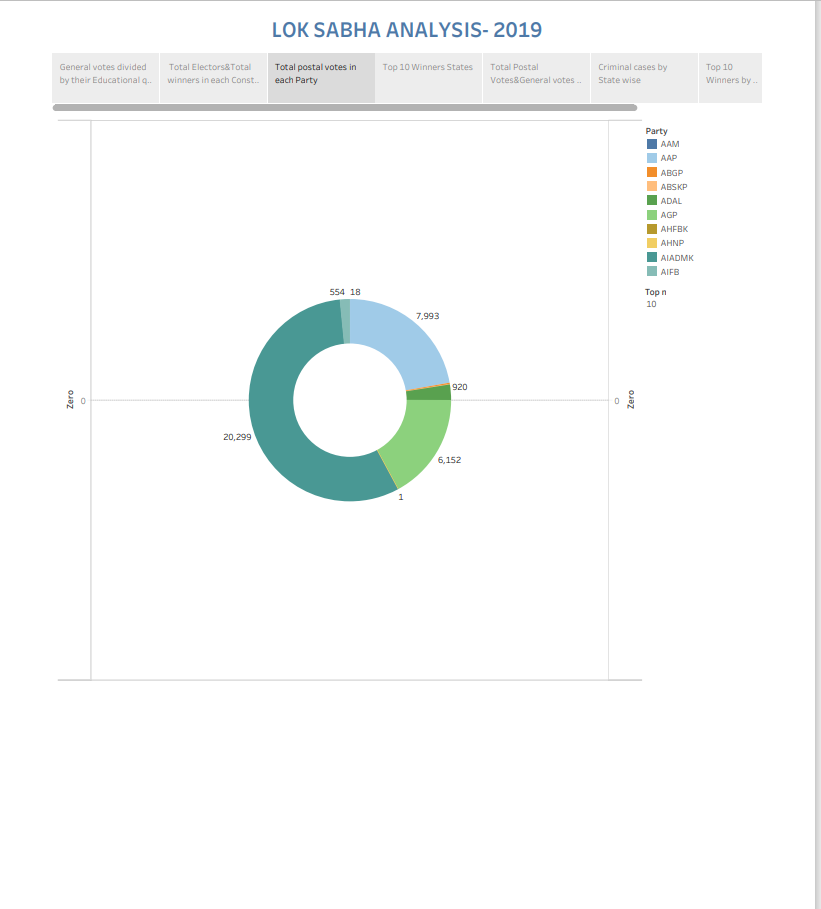 LOK SABHA ANALYSIS- 2019
General votes divided
by their Educational q..
Total Electors&Total
winners in each Const..
Total postal votes in
each Party
Top 10 Winners States
Total Postal
Votes&General votes ..
Criminal cases by
State wise
Top 10
Winners by ..
Party
AAM
AAP
ABGP
ABSKP
ADAL
AGP
AHFBK
AHNP
AIADMK
AIFB
Top n
10
554
18
7,993
920
Zero
0
0
Zero
20,299
6,152
1